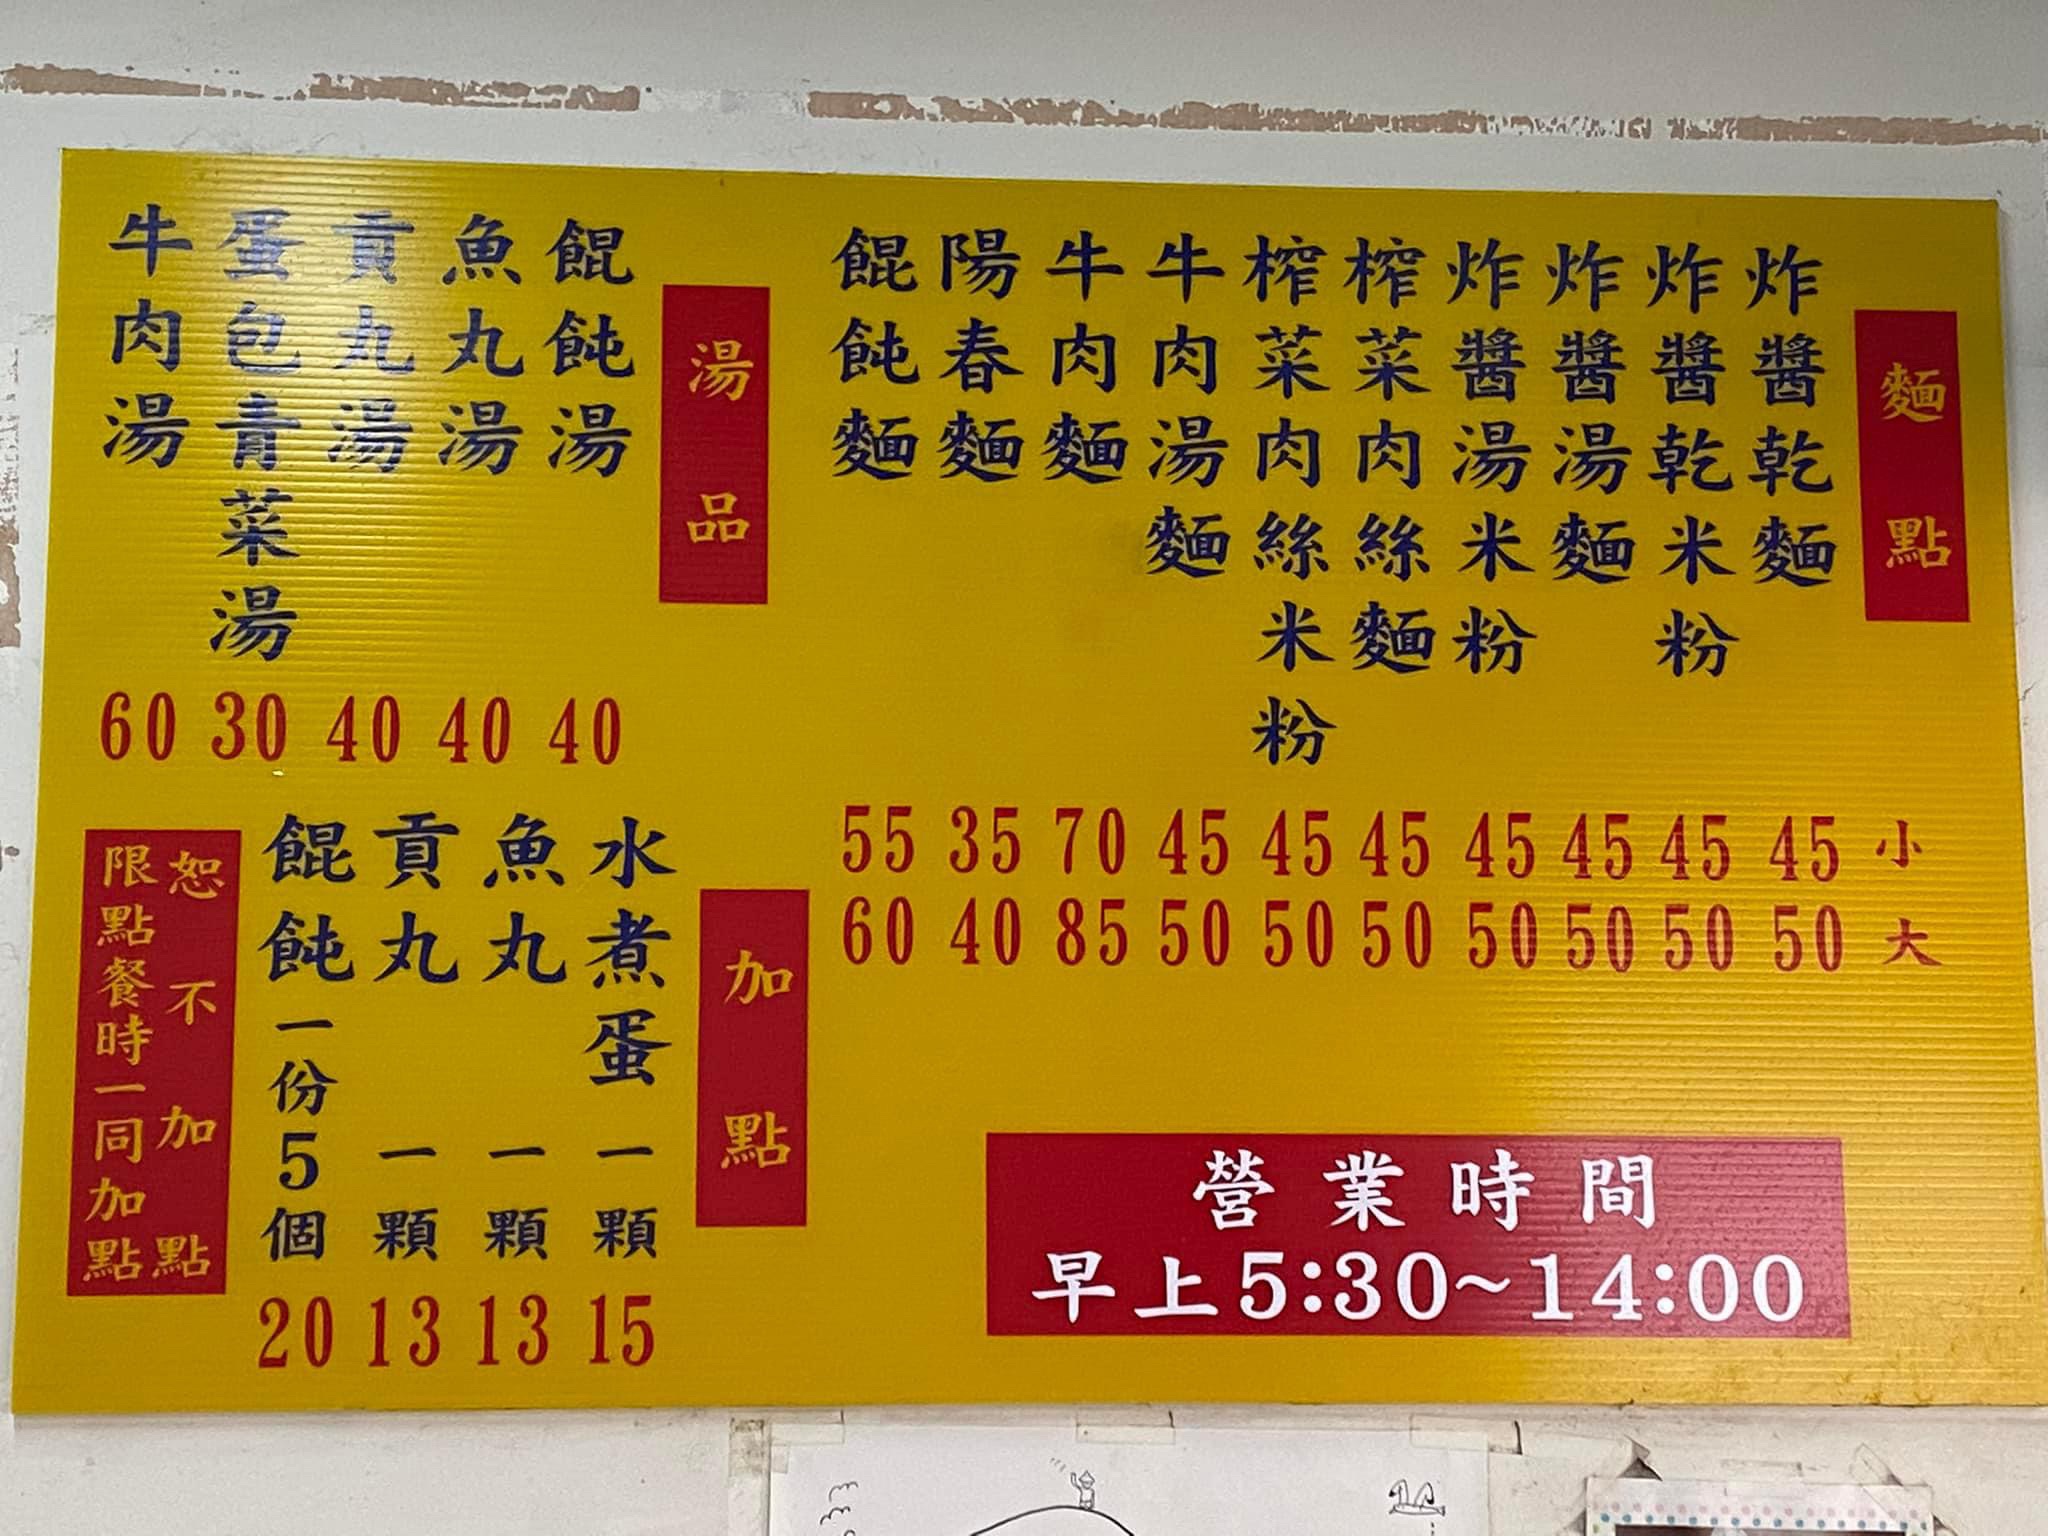 麵點
炸醬乾麵
炸醬乾米粉
炸醬湯麵
炸醬湯米粉
榨菜肉絲麵
榨菜肉絲米粉
牛肉湯麵
牛肉麵
陽春麵
餛飩麵
55 35 70 45 45 45 45 45 45 45 小
60 40 85 50 50 50 50 50 50 50 大
湯品
餛飩湯
魚丸湯
貢丸湯
蛋包青菜湯
牛肉湯
60 30 40 40 40
加點
水煮蛋 一顆
魚丸 一顆
貢丸 一顆
餛飩一份5個
20 13 13 15
恕不加點
限點餐時一同加點
營業時間
早上5:30~14:00